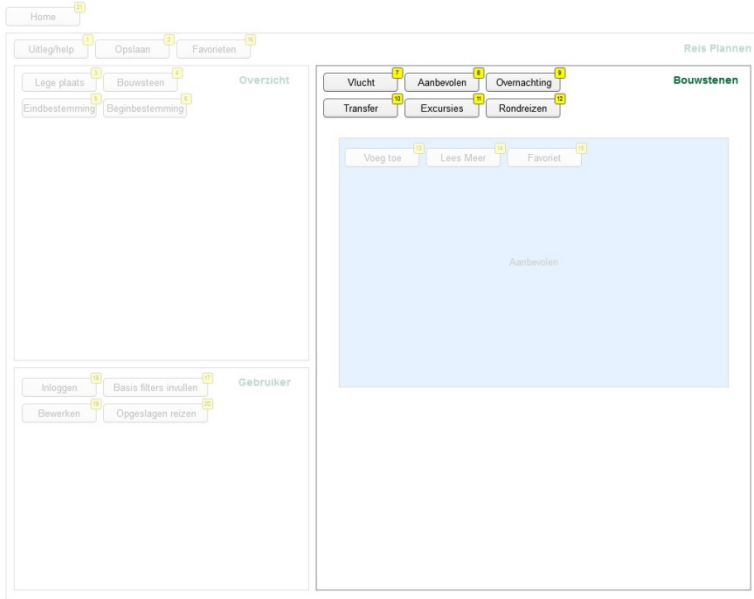 Home 21
Uitleg/help 1 Opslaan 2 Favorieten 16 Reis Plannen
Lege plaats 3 Bouwsteen 4 Overzicht
Eindbestemming 5 Beginbestemming 6
Vlucht 7 Aanbevolen 8 Overnachting 9 Bouwstenen
Transfer 10 Excursies 11 Rondreizen 12
Voeg toe 13 Lees Meer 14 Favoriet 15
Aanbevolen
Inloggen Basis filters invullen 17 Gebruiker
Bewerken 19 Opgeslagen reizen 20